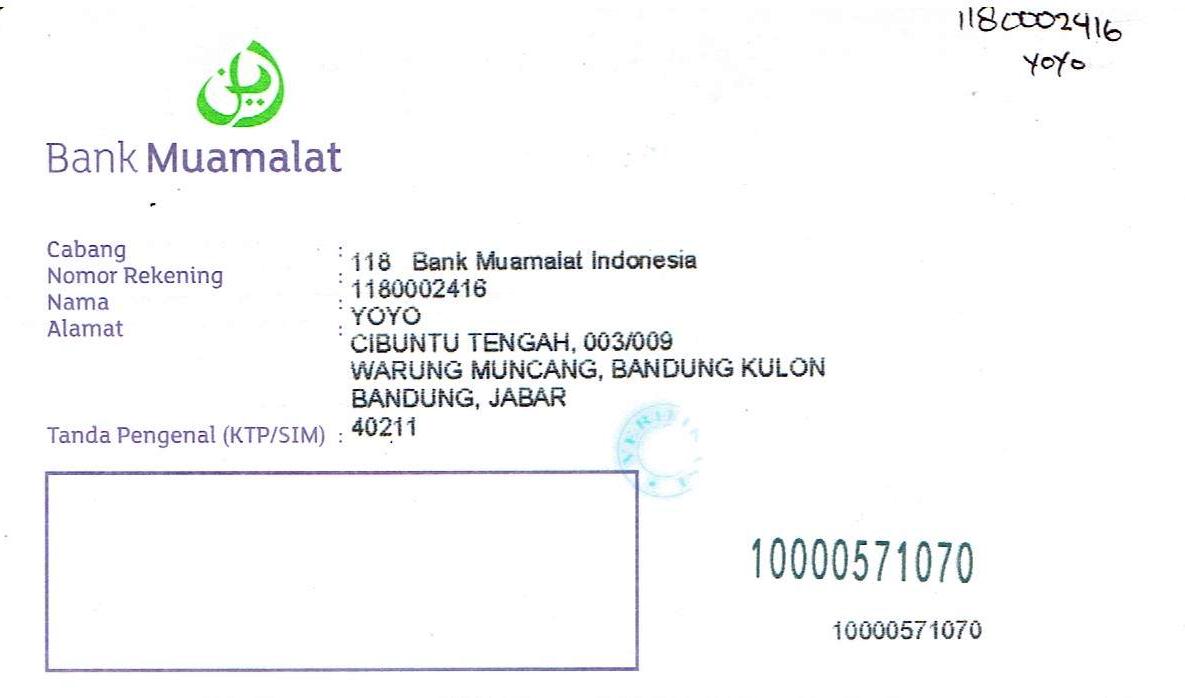 1180002416
YOYO
Bank Muamalat
Cabang : 118 Bank Muamalat Indonesia
Nomor Rekening : 1180002416
Nama : YOYO
Alamat : CIBUNTU TENGAH, 003/009
WARUNG MUNCANG, BANDUNG KULON
BANDUNG, JABAR
Tanda Pengenal (KTP/SIM) : 40211
10000571070
10000571070